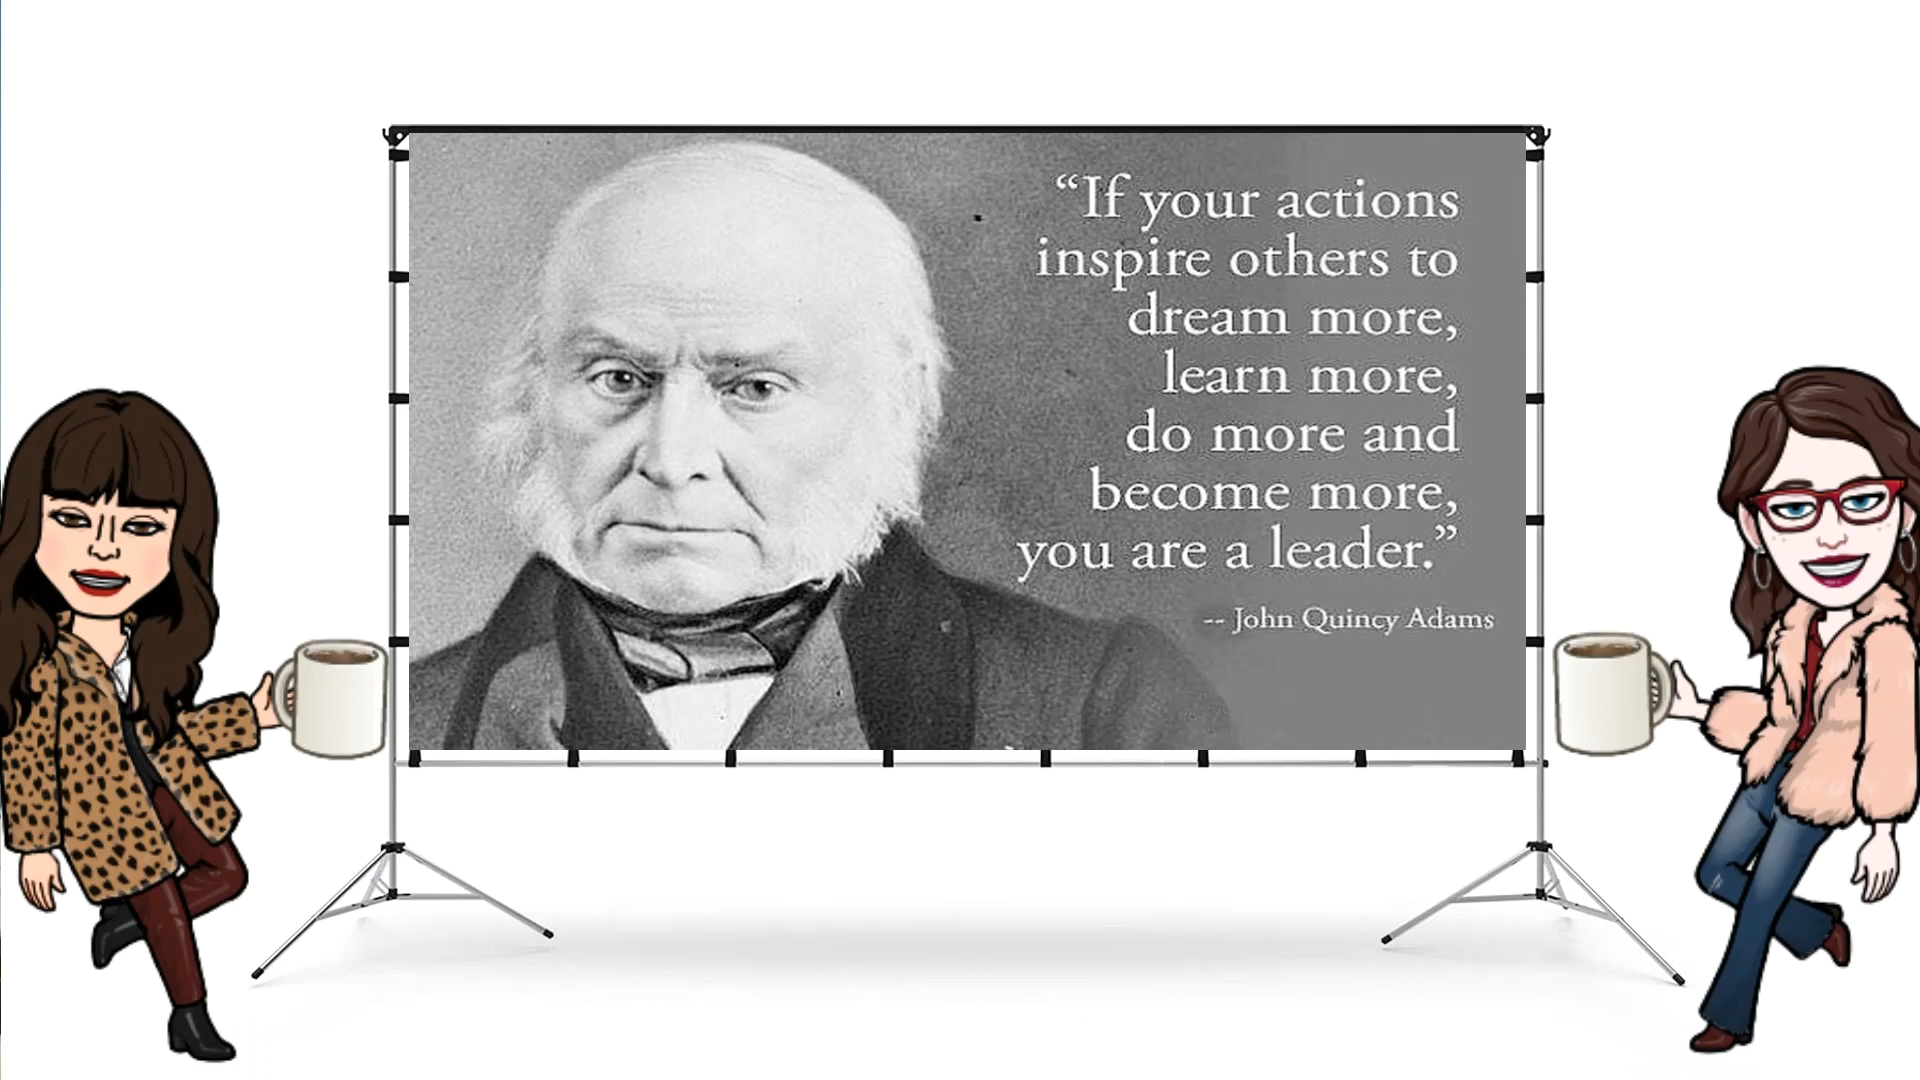 “If your actions
inspire others to
dream more,
learn more,
do more and
become more,
you are a leader.”
-- John Quincy Adams